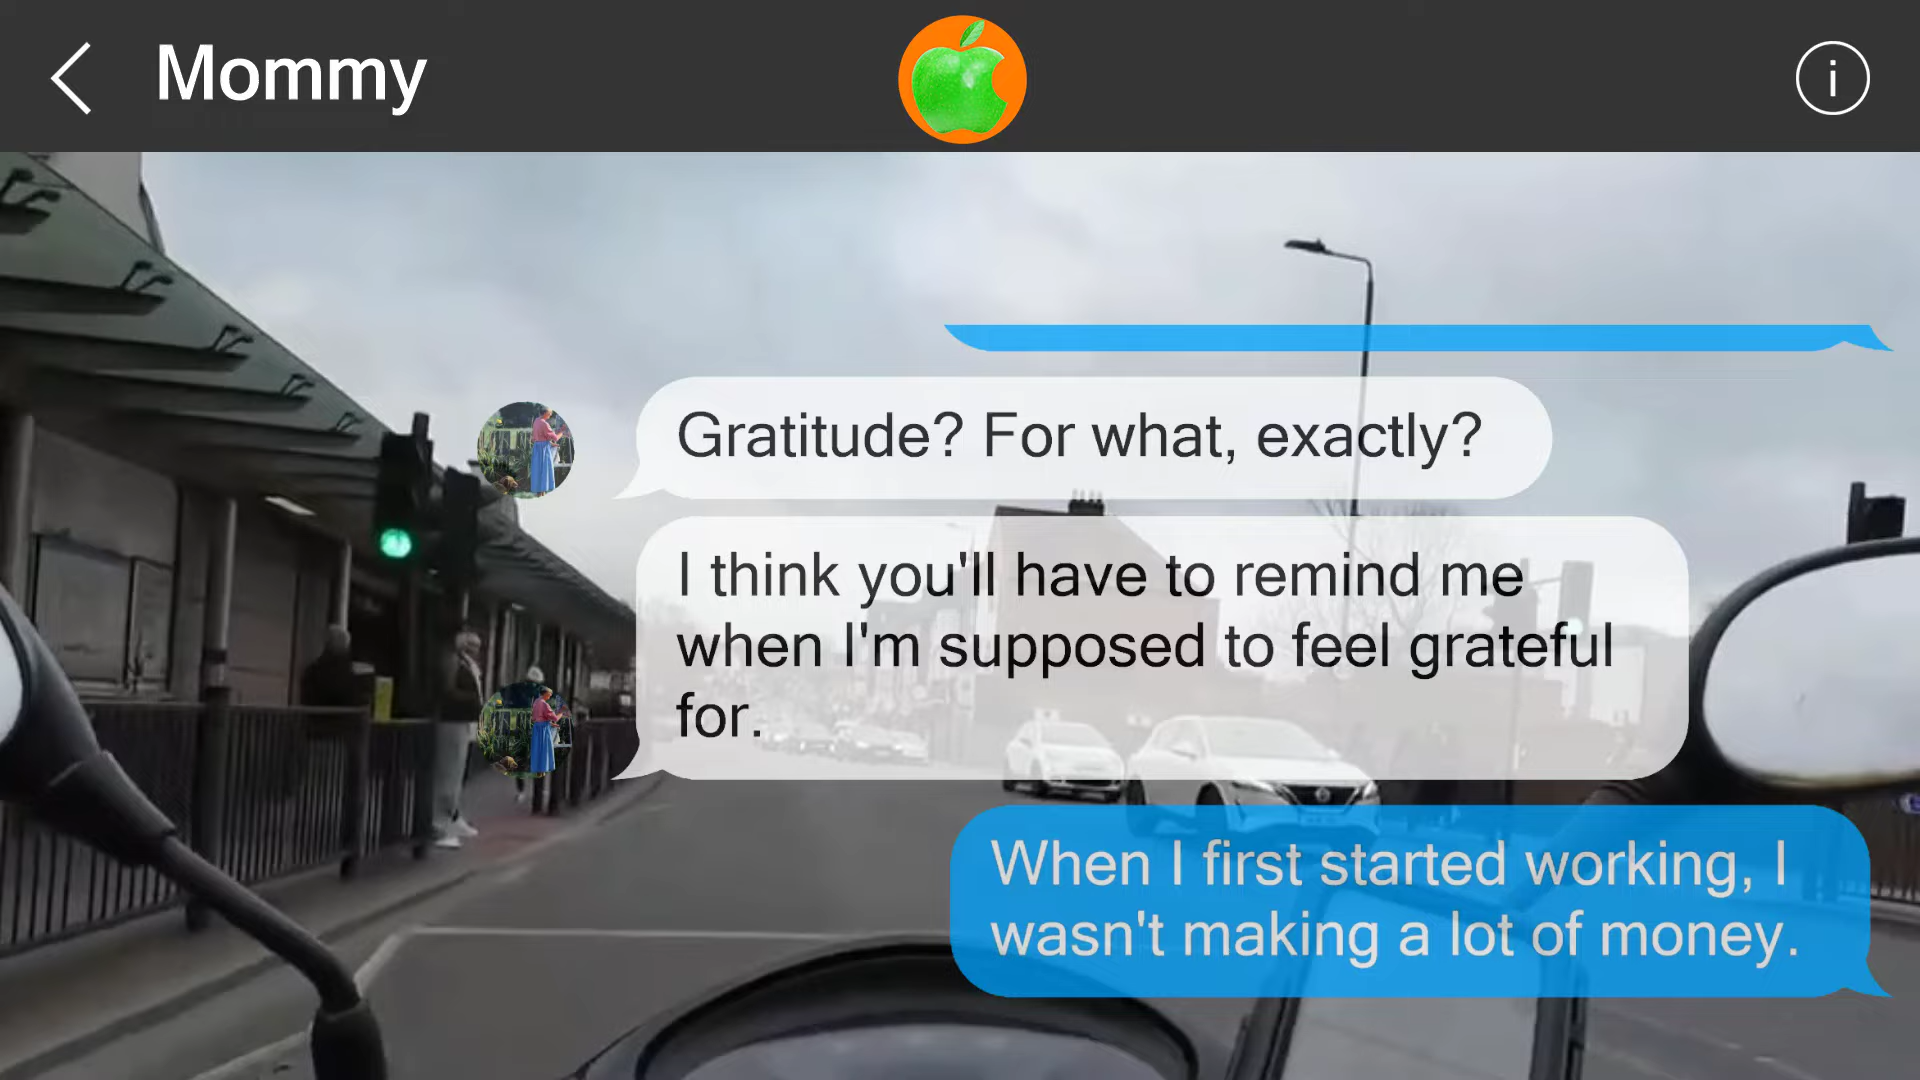 Mommy
Gratitude? For what, exactly?
I think you'll have to remind me
when I'm supposed to feel grateful
for.
When I first started working, I
wasn't making a lot of money.